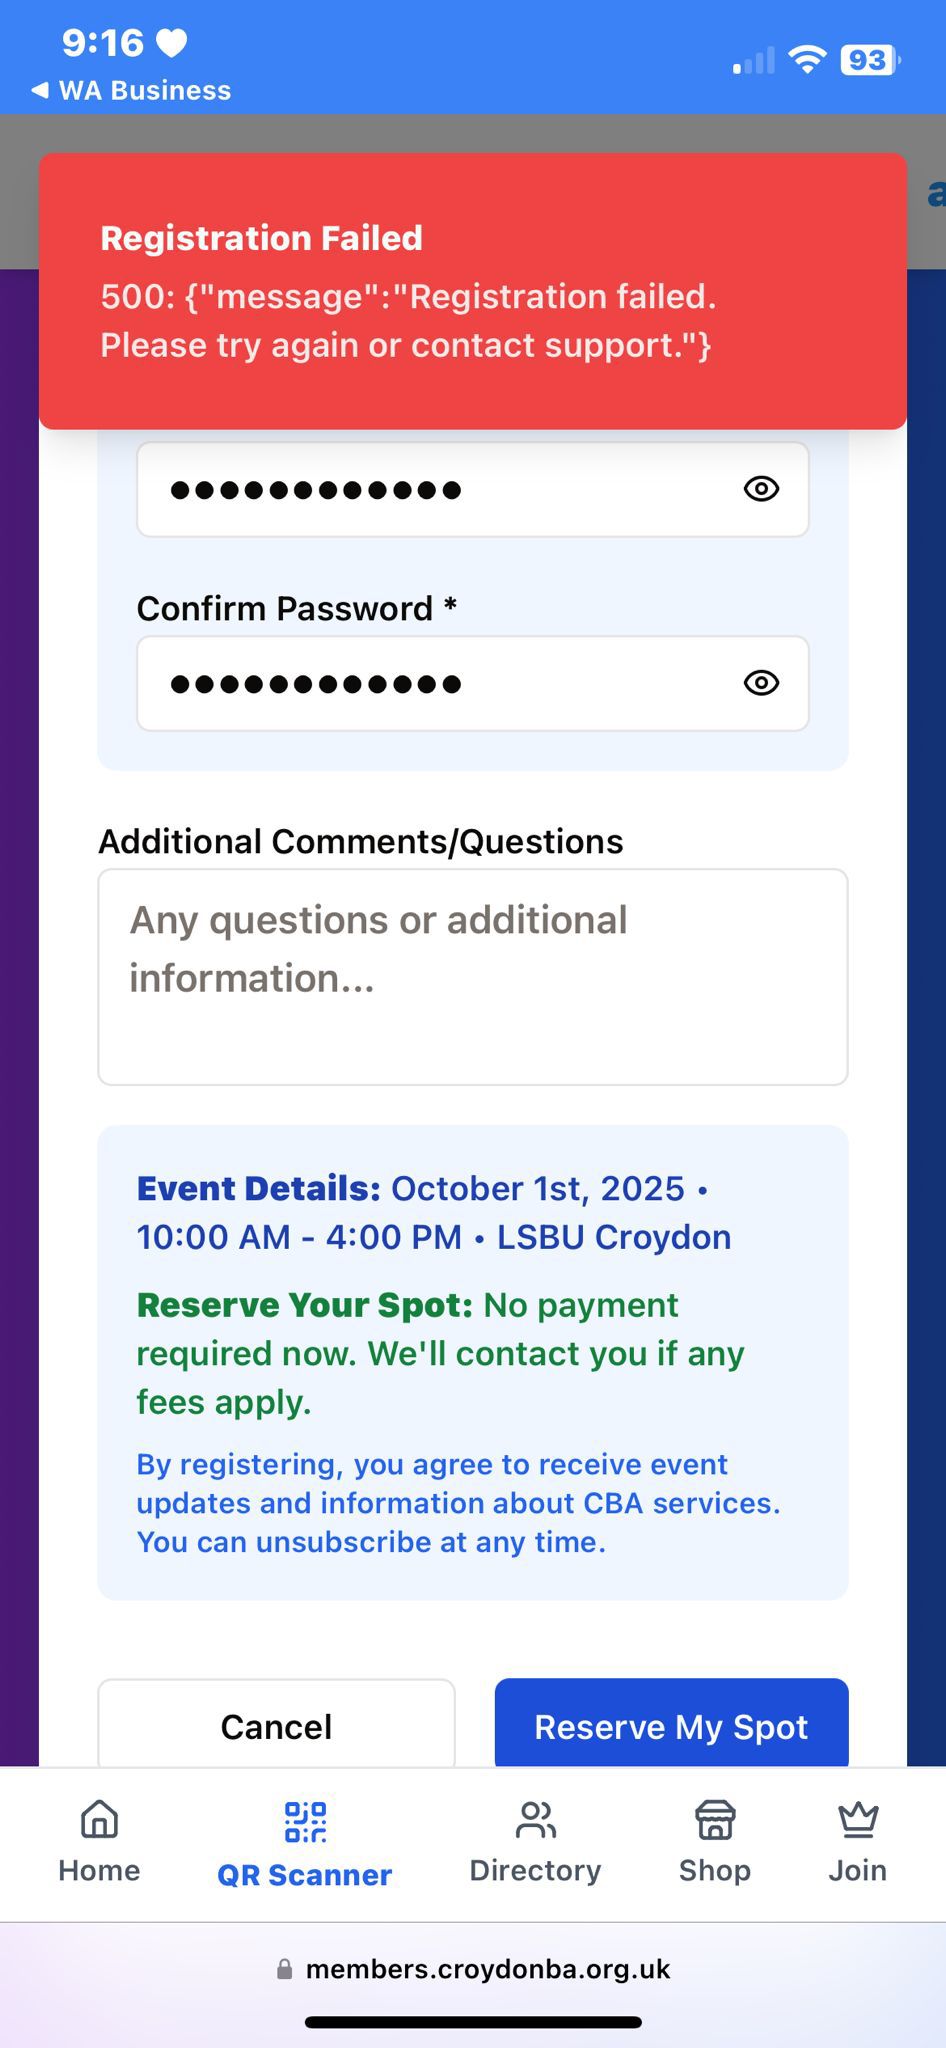 9:16
WA Business
93
Registration Failed
500: {"message":"Registration failed.
Please try again or contact support."}
Confirm Password *
Additional Comments/Questions
Any questions or additional
information...
Event Details: October 1st, 2025 •
10:00 AM - 4:00 PM • LSBU Croydon
Reserve Your Spot: No payment
required now. We'll contact you if any
fees apply.
By registering, you agree to receive event
updates and information about CBA services.
You can unsubscribe at any time.
Cancel
Reserve My Spot
Home
QR Scanner
Directory
Shop
Join
members.croydonba.org.uk